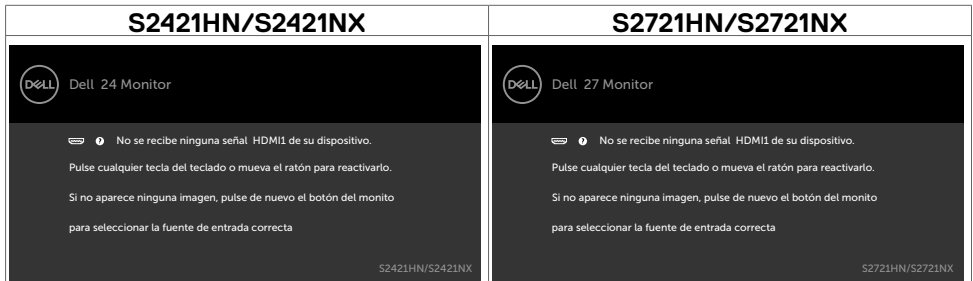 S2421HN/S2421NX
S2721HN/S2721NX
DELL Dell 24 Monitor
No se recibe ninguna señal HDMI1 de su dispositivo.
Pulse cualquier tecla del teclado o mueva el ratón para reactivarlo.
Si no aparece ninguna imagen, pulse de nuevo el botón del monito
para seleccionar la fuente de entrada correcta
S2421HN/S2421NX
DELL Dell 27 Monitor
No se recibe ninguna señal HDMI1 de su dispositivo.
Pulse cualquier tecla del teclado o mueva el ratón para reactivarlo.
Si no aparece ninguna imagen, pulse de nuevo el botón del monito
para seleccionar la fuente de entrada correcta
S2721HN/S2721NX